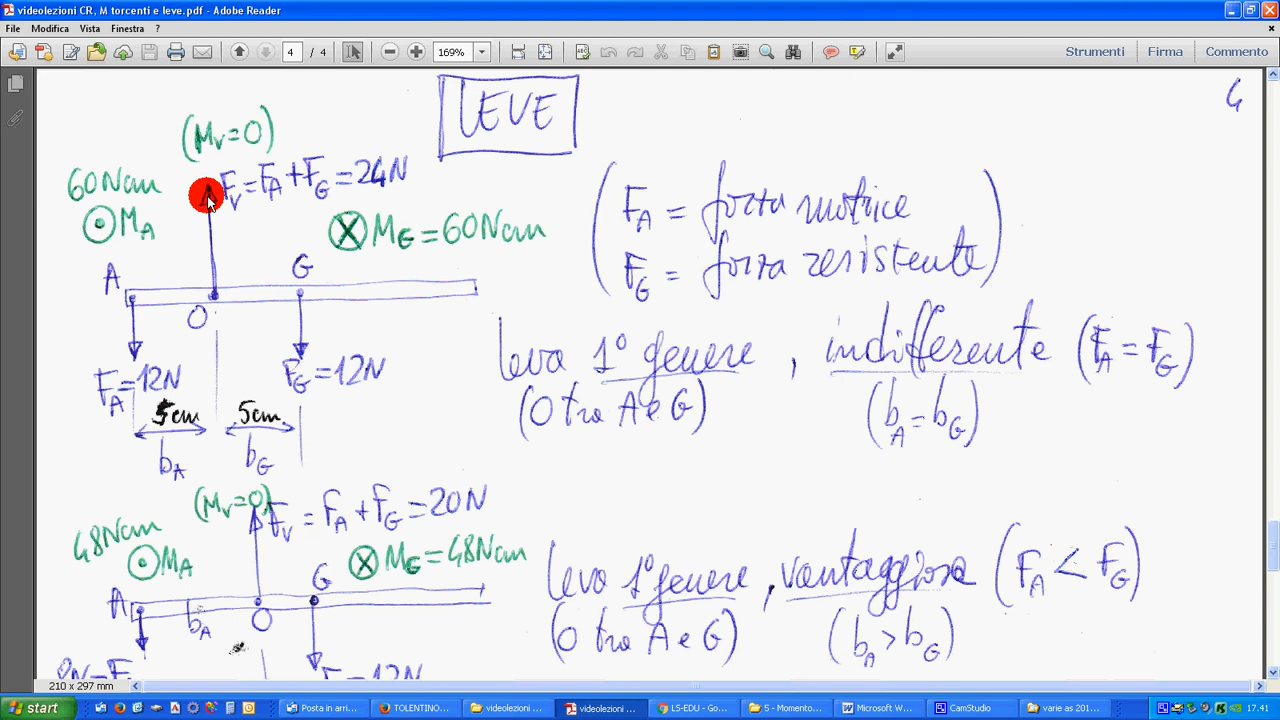 videolezioni CR, M torcenti e leve.pdf - Adobe Reader
File Modifica Vista Finestra ?
4 / 4 169% Strumenti Firma Commento
4
LEVE
(Mv=0)
Fv=FA+FG=24N
60Ncm
MA
MG=60Ncm
FA = forza motrice
FG = forza resistente
A
G
O
leva 1° genere, indifferente (FA=FG)
(O tra A e G)
(bA=bG)
FA=12N
FG=12N
5cm 5cm
bA bG
(Mv=0)
Fv = FA+FG=20N
48Ncm
MA
MG=48Ncm
A
G
bA
O
leva 1° genere, vantaggiosa (FA < FG)
(O tra A e G)
(bA>bG)
210 x 297 mm
start Posta in arri... TOLENTINO... videolezioni ... videolezioni ... LS-EDU - Go... 5 - Momento... Microsoft W... CamStudio varie as 201... 17.41